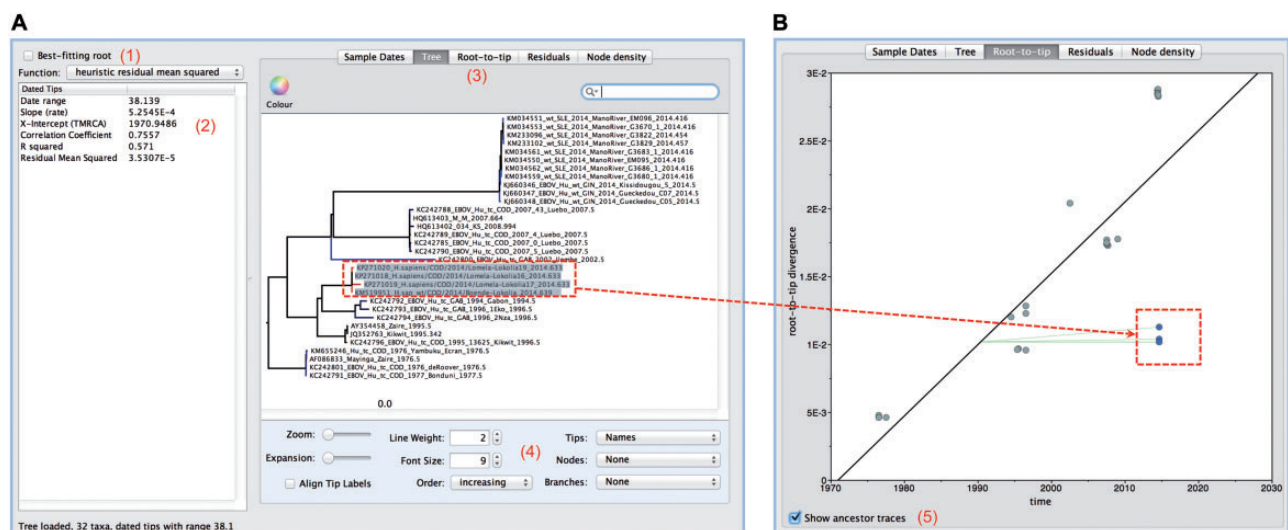 A
Best-fitting root (1)
Function: heuristic residual mean squared
Dated Tips
Date range 38.139
Slope (rate) 5.2545E-4
X-Intercept (TMRCA) 1970.9486
(2)
Correlation Coefficient 0.7557
R squared 0.571
Residual Mean Squared 3.5307E-5
Sample Dates Tree Root-to-tip Residuals Node density
(3)
Colour
KM034551_wt_SLE_2014_ManoRiver_EM096_2014.416
KM034553_wt_SLE_2014_ManoRiver_G3670_1_2014.416
KM233096_wt_SLE_2014_ManoRiver_G3822_2014.454
KM233102_wt_SLE_2014_ManoRiver_G3829_2014.457
KM034561_wt_SLE_2014_ManoRiver_G3683_1_2014.416
KM034550_wt_SLE_2014_ManoRiver_EM095_2014.416
KM034562_wt_SLE_2014_ManoRiver_G3686_1_2014.416
KM034559_wt_SLE_2014_ManoRiver_G3680_1_2014.416
KJ660346_EBOV_Hu_wt_GIN_2014_Kissidougou_5_2014.5
KJ660347_EBOV_Hu_wt_GIN_2014_Gueckedou_C07_2014.5
KJ660348_EBOV_Hu_wt_GIN_2014_Gueckedou_C05_2014.5
KC242788_EBOV_Hu_tc_COD_2007_43_Luebo_2007.5
HQ613403_M_M_2007.664
HQ613402_034_KS_2008.994
KC242789_EBOV_Hu_tc_COD_2007_4_Luebo_2007.5
KC242785_EBOV_Hu_tc_COD_2007_0_Luebo_2007.5
KC242790_EBOV_Hu_tc_COD_2007_5_Luebo_2007.5
KC242800_EBOV_Hu_tc_GAB_2002_Ilembe_2002.5
KP271020_H.sapiens/COD/2014/Lomela-Lokolia19_2014.633
KP271018_H.sapiens/COD/2014/Lomela-Lokolia16_2014.633
KP271019_H.sapiens/COD/2014/Lomela-Lokolia17_2014.633
KC242792_EBOV_Hu_tc_GAB_1994_Gabon_1994.5
KC242793_EBOV_Hu_tc_GAB_1996_1Eko_1996.5
KC242794_EBOV_Hu_tc_GAB_1996_2Nza_1996.5
AY354458_Zaire_1995.5
JQ352763_Kikwit_1995.342
KC242796_EBOV_Hu_tc_COD_1995_13625_Kikwit_1996.5
KM655246_Hu_tc_COD_1976_Yambuku_Ecran_1976.5
AF086833_Mayinga_Zaire_1976.5
KC242801_EBOV_Hu_tc_COD_1976_deRoover_1976.5
KC242791_EBOV_Hu_tc_COD_1977_Bonduni_1977.5
0.0
Zoom: Line Weight: 2 Tips: Names
(4)
Expansion: Font Size: 9 Nodes: None
Align Tip Labels Order: increasing Branches: None
Tree loaded, 32 taxa, dated tips with range 38.1
B
Sample Dates Tree Root-to-tip Residuals Node density
3E-2
2.5E-2
2E-2
1.5E-2
1E-2
5E-3
root-to-tip divergence
1970 1980 1990 2000 2010 2020 2030
time
Show ancestor traces (5)